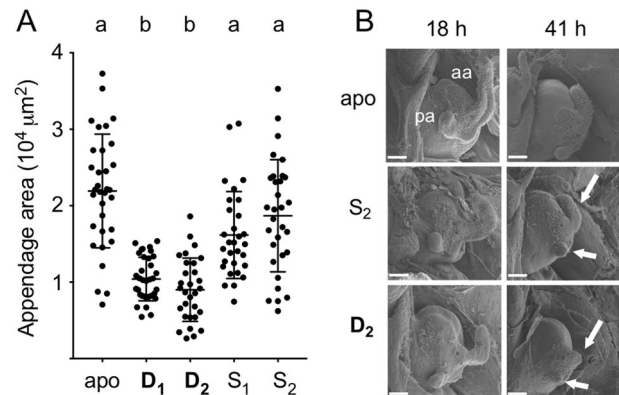 A
a b b a a
Appendage area (10⁴ μm²)
4
3
2
1
apo D₁ D₂ S₁ S₂
B
18 h 41 h
apo
aa
pa
S₂
D₂